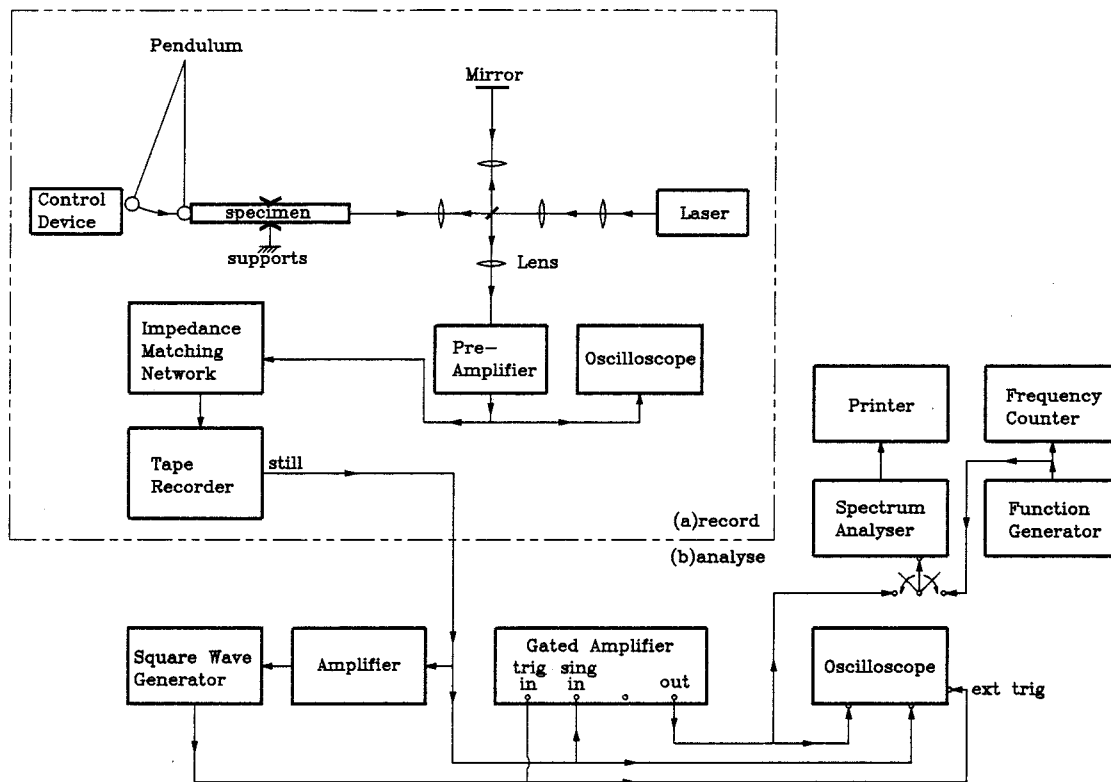 Pendulum
Mirror
Control
Device
specimen
Laser
supports
Lens
Impedance
Matching
Network
Pre-
Amplifier
Oscilloscope
Printer
Frequency
Counter
Tape
Recorder
still
(a)record
Spectrum
Analyser
Function
Generator
(b)analyse
Square Wave
Generator
Amplifier
Gated Amplifier
trig sing
in in out
Oscilloscope
ext trig